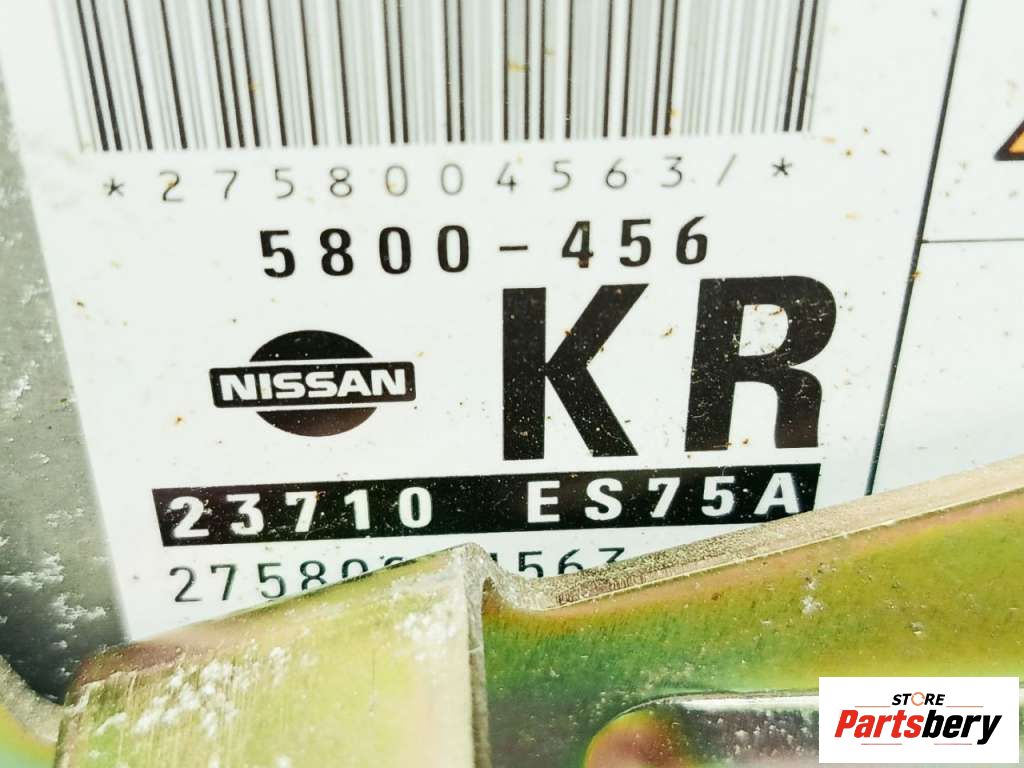 *2758004563/*
5800-456
NISSAN
KR
23710 ES75A
STORE
Partsbery